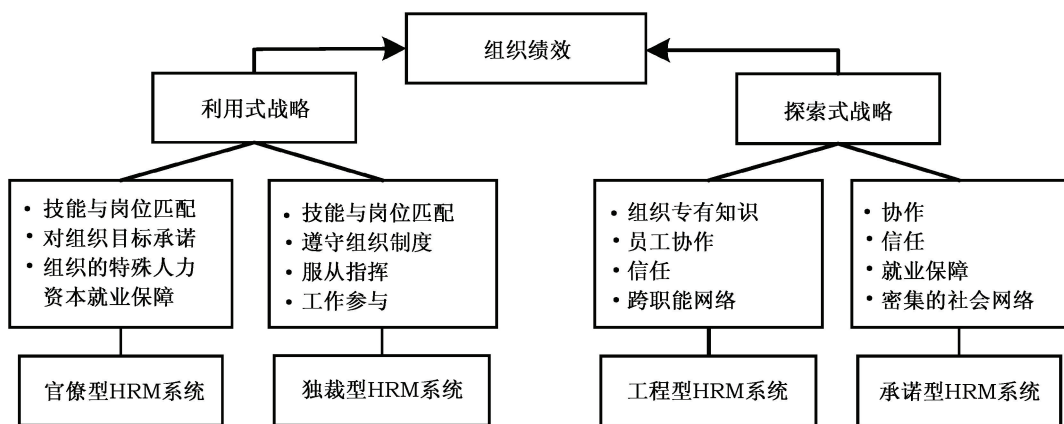 组织绩效
利用式战略
探索式战略
• 技能与岗位匹配
• 对组织目标承诺
• 组织的特殊人力
资本就业保障
• 技能与岗位匹配
• 遵守组织制度
• 服从指挥
• 工作参与
• 组织专有知识
• 员工协作
• 信任
• 跨职能网络
• 协作
• 信任
• 就业保障
• 密集的社会网络
官僚型HRM系统
独裁型HRM系统
工程型HRM系统
承诺型HRM系统